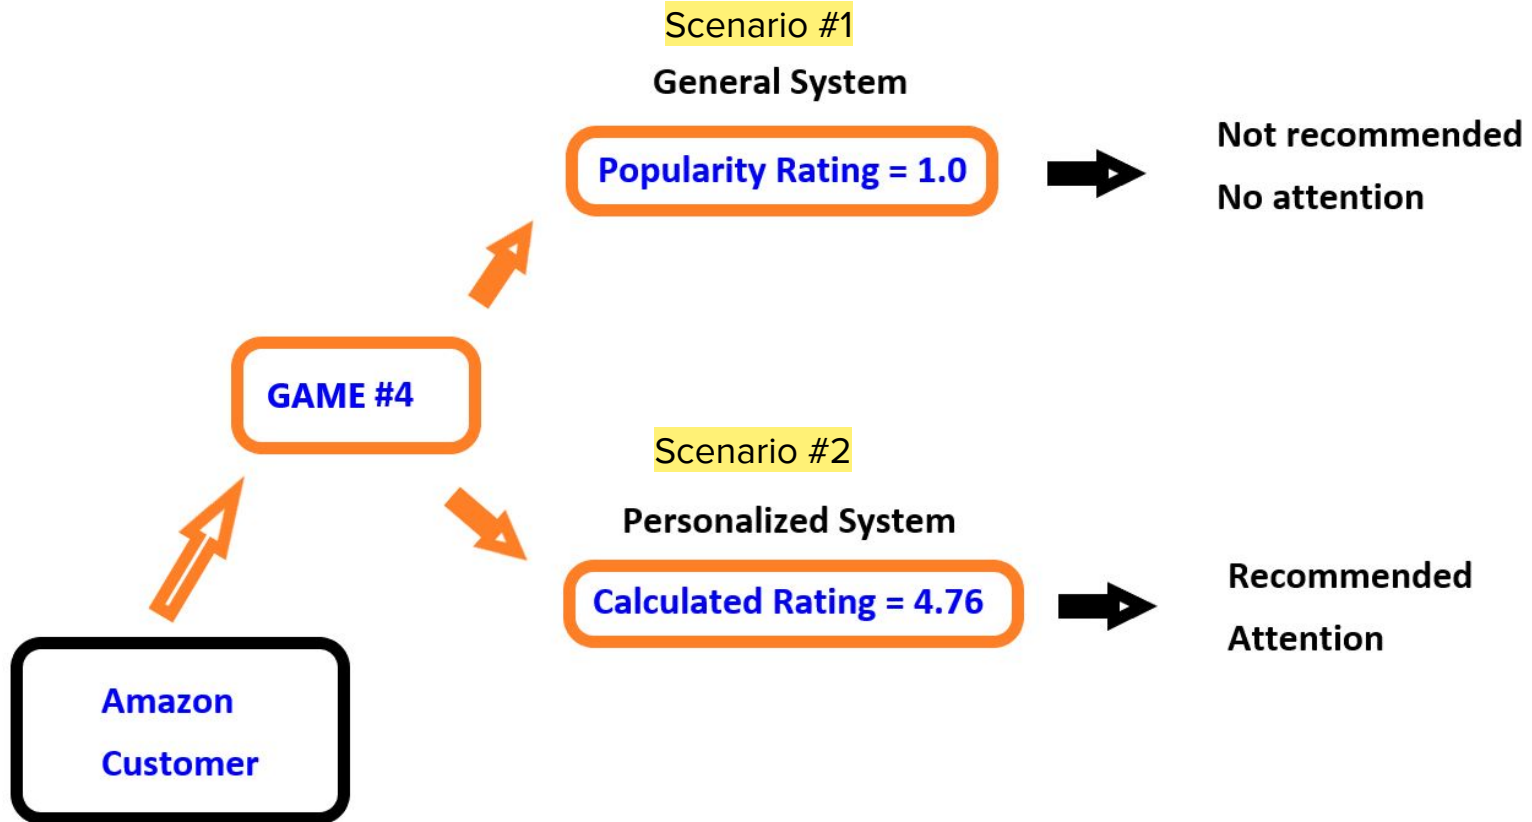 Scenario #1
General System
Popularity Rating = 1.0
Not recommended
No attention
GAME #4
Scenario #2
Personalized System
Calculated Rating = 4.76
Recommended
Attention
Amazon
Customer